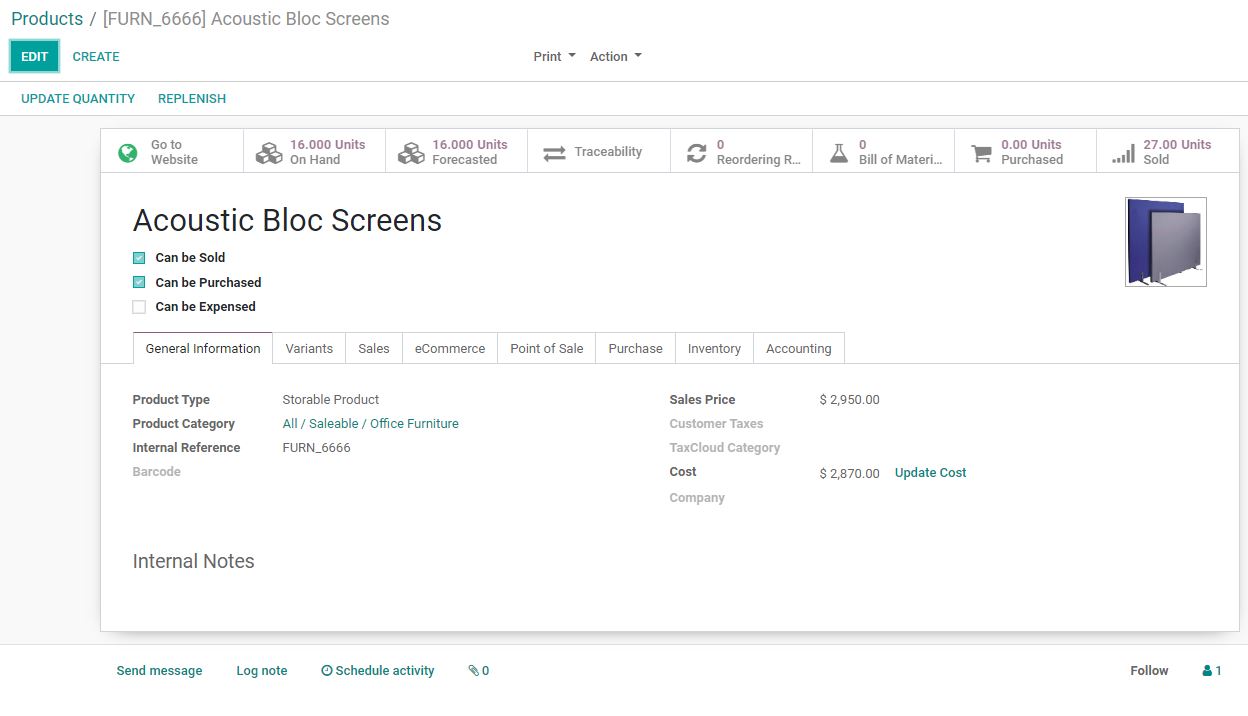 Products / [FURN_6666] Acoustic Bloc Screens
EDIT CREATE Print Action
UPDATE QUANTITY REPLENISH
Go to Website
16.000 Units On Hand
16.000 Units Forecasted
Traceability
0 Reordering R...
0 Bill of Materi...
0.00 Units Purchased
27.00 Units Sold
Acoustic Bloc Screens
Can be Sold
Can be Purchased
Can be Expensed
General Information Variants Sales eCommerce Point of Sale Purchase Inventory Accounting
Product Type Storable Product
Product Category All / Saleable / Office Furniture
Internal Reference FURN_6666
Barcode
Sales Price $ 2,950.00
Customer Taxes
TaxCloud Category
Cost $ 2,870.00 Update Cost
Company
Internal Notes
Send message Log note Schedule activity 0 Follow 1